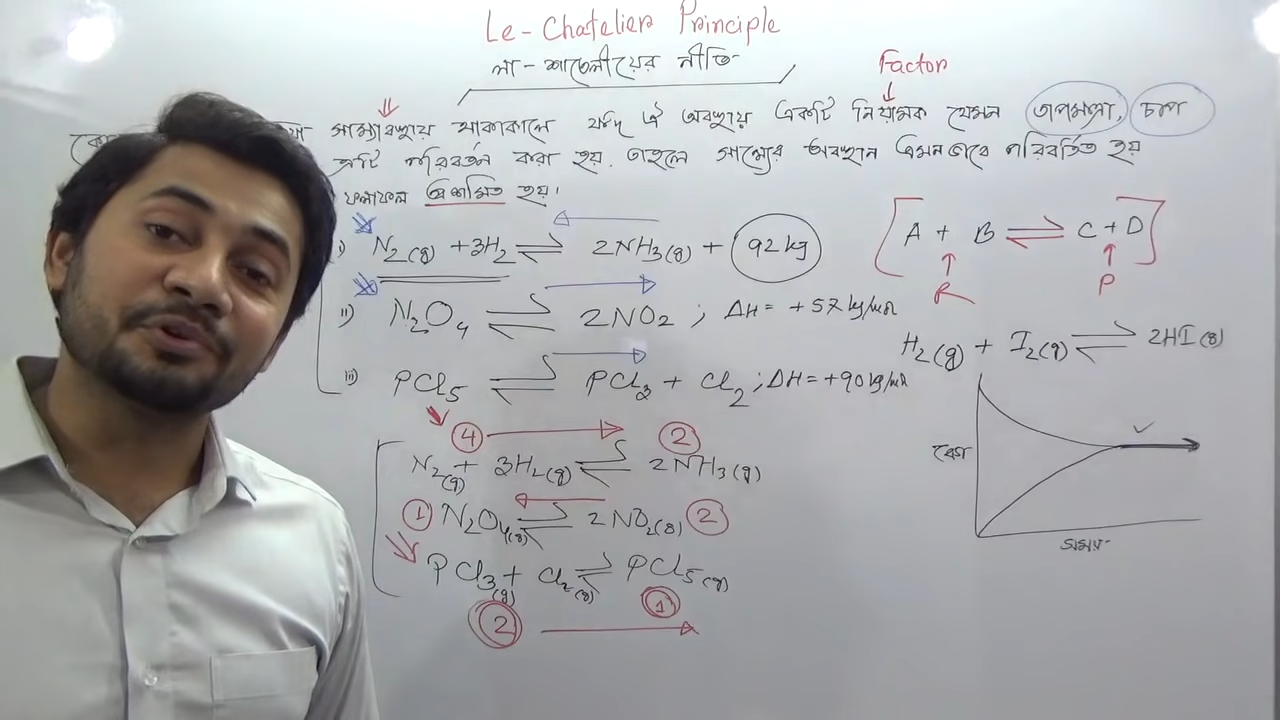 Le-Chatelier Principle
লা-শাতেলীয়ের নীতি
Factor
সাম্যাবস্থায় থাকাকালে যদি ঐ অবস্থায় একটি নিয়ামক যেমন তাপমাত্রা, চাপ
পরিবর্তন করা হয়, তাহলে সাম্যের অবস্থান এমনভাবে পরিবর্তিত হয়
ফলাফল প্রশমিত হয়।
i) N2(g) + 3H2 ⇌ 2NH3(g) + 92 kg
[A + B ⇌ C + D]
R P
ii) N2O4 ⇌ 2NO2 ; ΔH = +57 kg/mol
H2(g) + I2(g) ⇌ 2HI(g)
iii) PCl5 ⇌ PCl3 + Cl2 ; ΔH = +90 kg/mol
4 → 2
N2(g) + 3H2(g) ⇌ 2NH3(g)
বেগ
1 N2O4(g) ⇌ 2NO2(g) 2
সময়
PCl3(g) + Cl2(g) ⇌ PCl5(g)
2 → 1